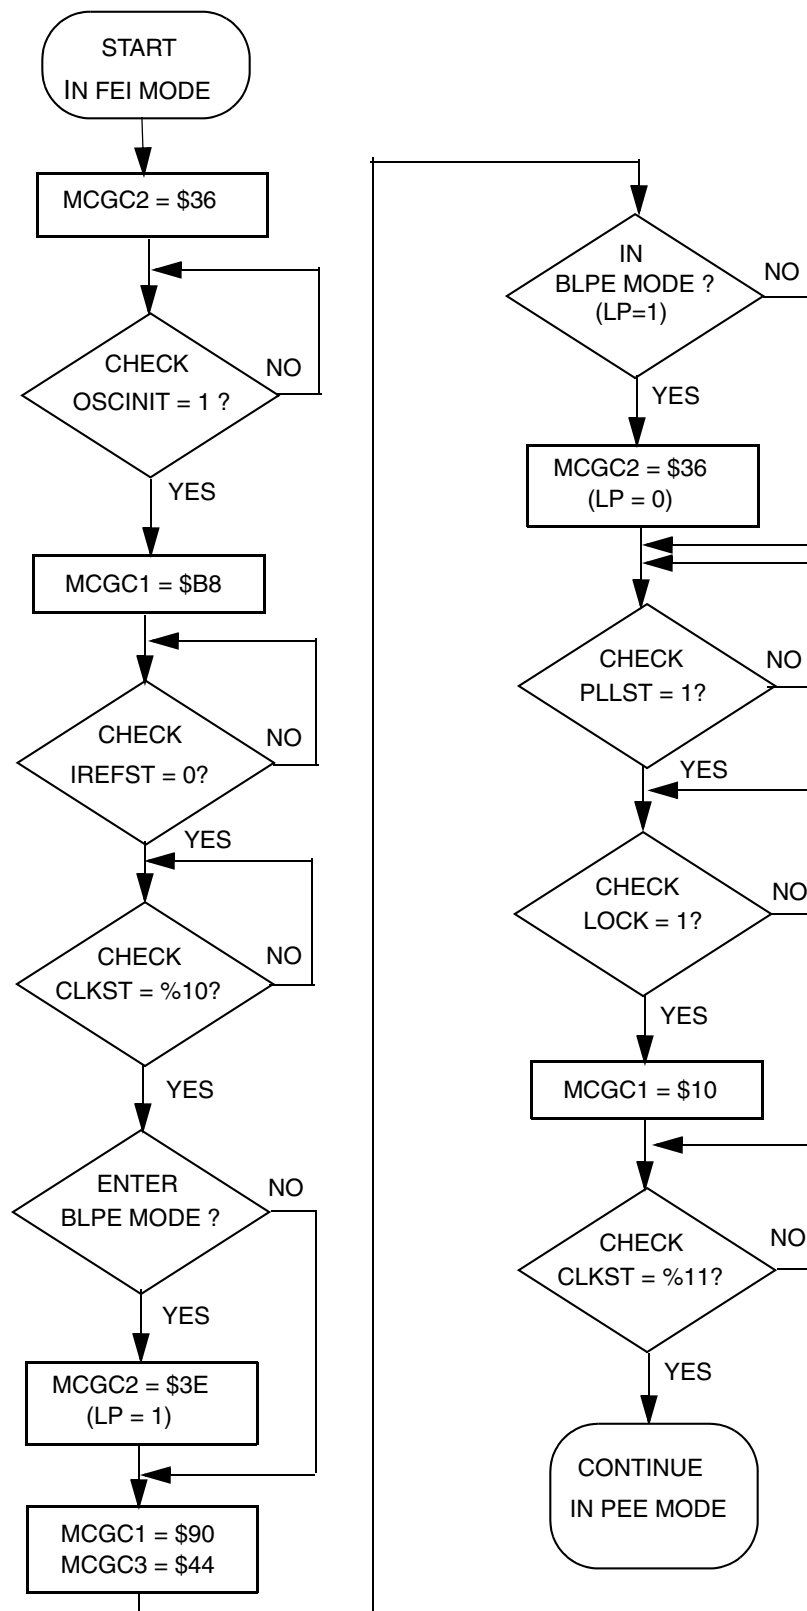 START
IN FEI MODE
MCGC2 = $36
CHECK
OSCINIT = 1 ?
NO
YES
MCGC1 = $B8
CHECK
IREFST = 0?
NO
YES
CHECK
CLKST = %10?
NO
YES
ENTER
BLPE MODE ?
NO
YES
MCGC2 = $3E
(LP = 1)
MCGC1 = $90
MCGC3 = $44
IN
BLPE MODE ?
(LP=1)
NO
YES
MCGC2 = $36
(LP = 0)
CHECK
PLLST = 1?
NO
YES
CHECK
LOCK = 1?
NO
YES
MCGC1 = $10
CHECK
CLKST = %11?
NO
YES
CONTINUE
IN PEE MODE